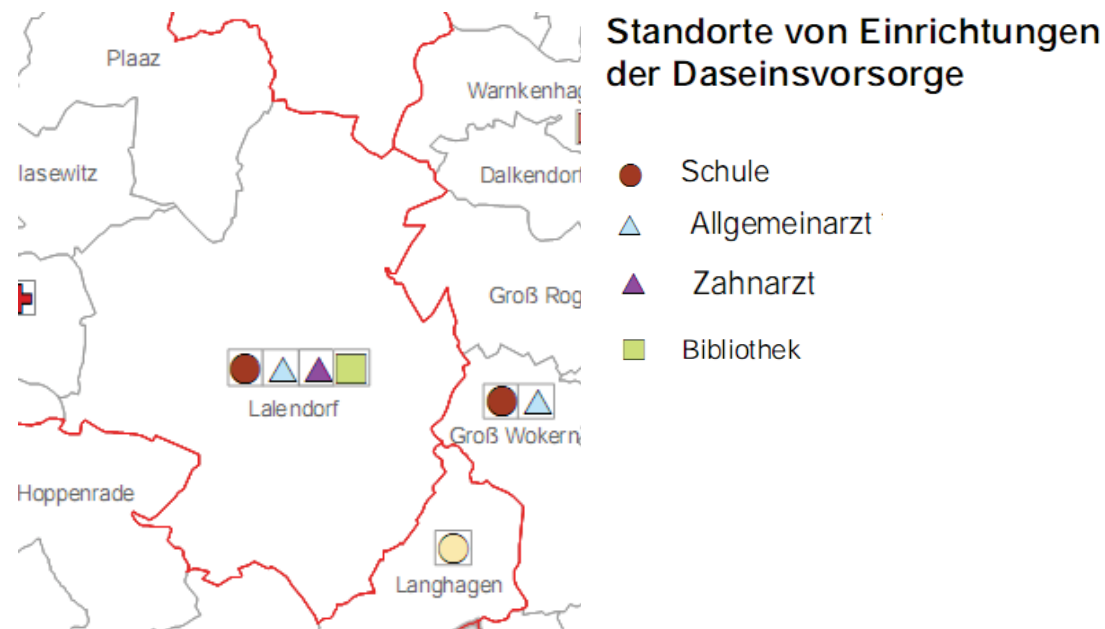 Standorte von Einrichtungen
der Daseinsvorsorge
Schule
Allgemeinarzt
Zahnarzt
Bibliothek
Plaaz
Warnkenhag
lasewitz
Dalkendorf
Groß Rog
Lalendorf
Groß Wokern
Hoppenrade
Langhagen